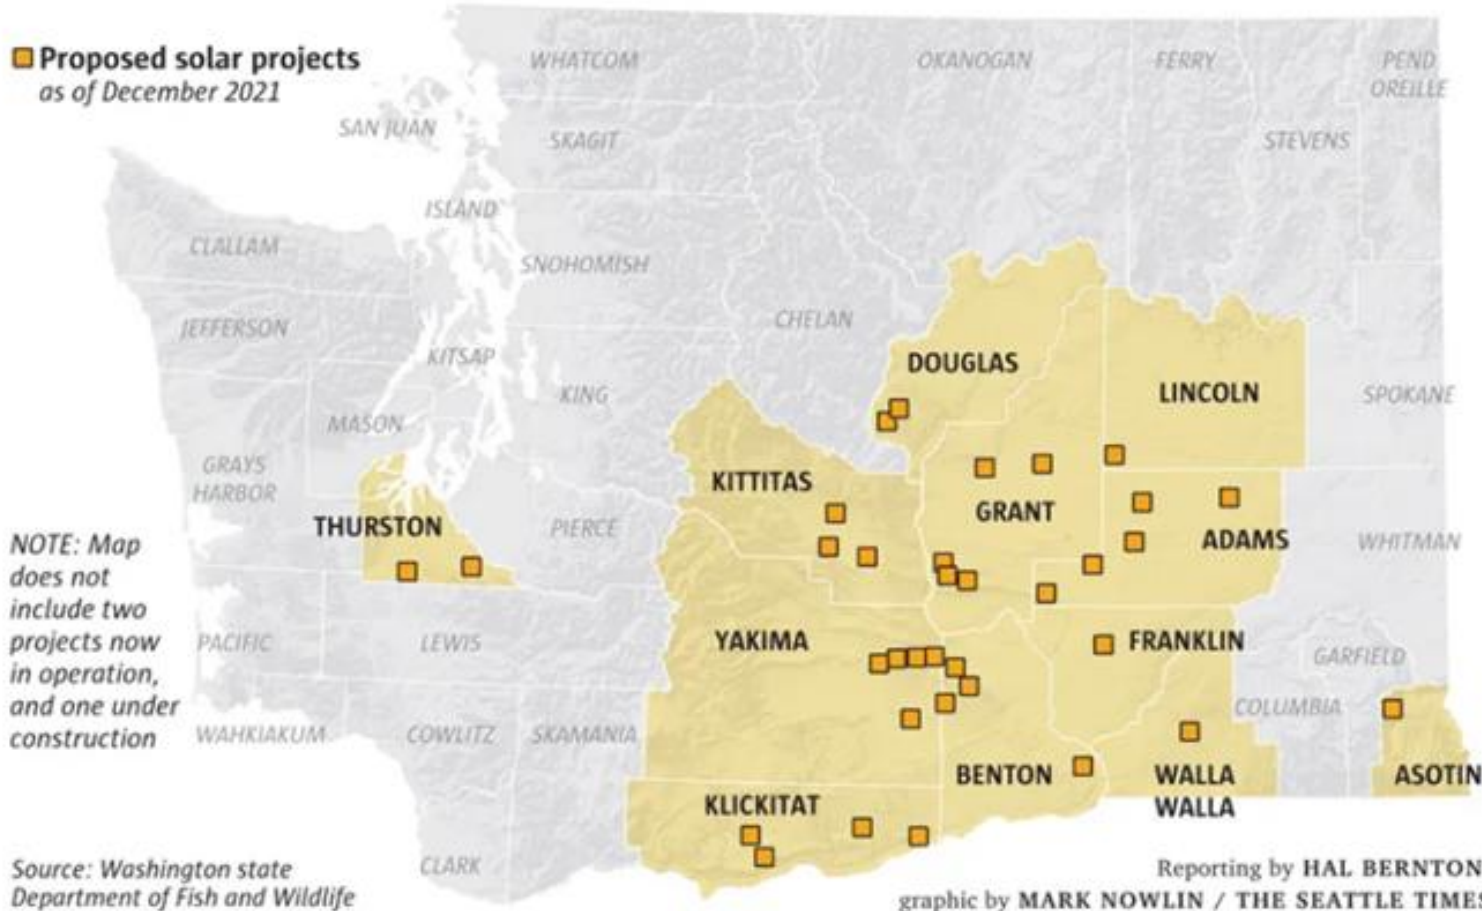 Proposed solar projects
as of December 2021
WHATCOM
OKANOGAN
FERRY
PEND
OREILLE
SAN JUAN
SKAGIT
STEVENS
ISLAND
CLALLAM
SNOHOMISH
JEFFERSON
CHELAN
KITSAP
DOUGLAS
KING
LINCOLN
SPOKANE
MASON
GRAYS
HARBOR
KITTITAS
GRANT
THURSTON
PIERCE
ADAMS
WHITMAN
NOTE: Map
does not
include two
projects now
in operation,
and one under
construction
PACIFIC
LEWIS
YAKIMA
FRANKLIN
GARFIELD
COLUMBIA
WAHKIAKUM
COWLITZ
SKAMANIA
BENTON
WALLA
WALLA
ASOTIN
KLICKITAT
CLARK
Source: Washington state
Department of Fish and Wildlife
Reporting by HAL BERNTON
graphic by MARK NOWLIN / THE SEATTLE TIMES